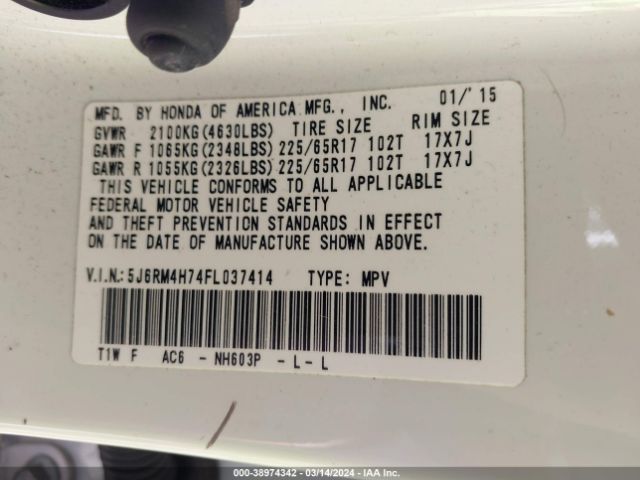 MFD. BY HONDA OF AMERICA MFG., INC. 01/'15
GVWR 2100KG(4630LBS) TIRE SIZE RIM SIZE
GAWR F 1065KG(2348LBS) 225/65R17 102T 17X7J
GAWR R 1055KG(2326LBS) 225/65R17 102T 17X7J
THIS VEHICLE CONFORMS TO ALL APPLICABLE
FEDERAL MOTOR VEHICLE SAFETY
AND THEFT PREVENTION STANDARDS IN EFFECT
ON THE DATE OF MANUFACTURE SHOWN ABOVE.
V.I.N.:5J6RM4H74FL037414 TYPE: MPV
T1W F AC6 - NH603P - L - L
000-38974342 - 03/14/2024 - IAAI